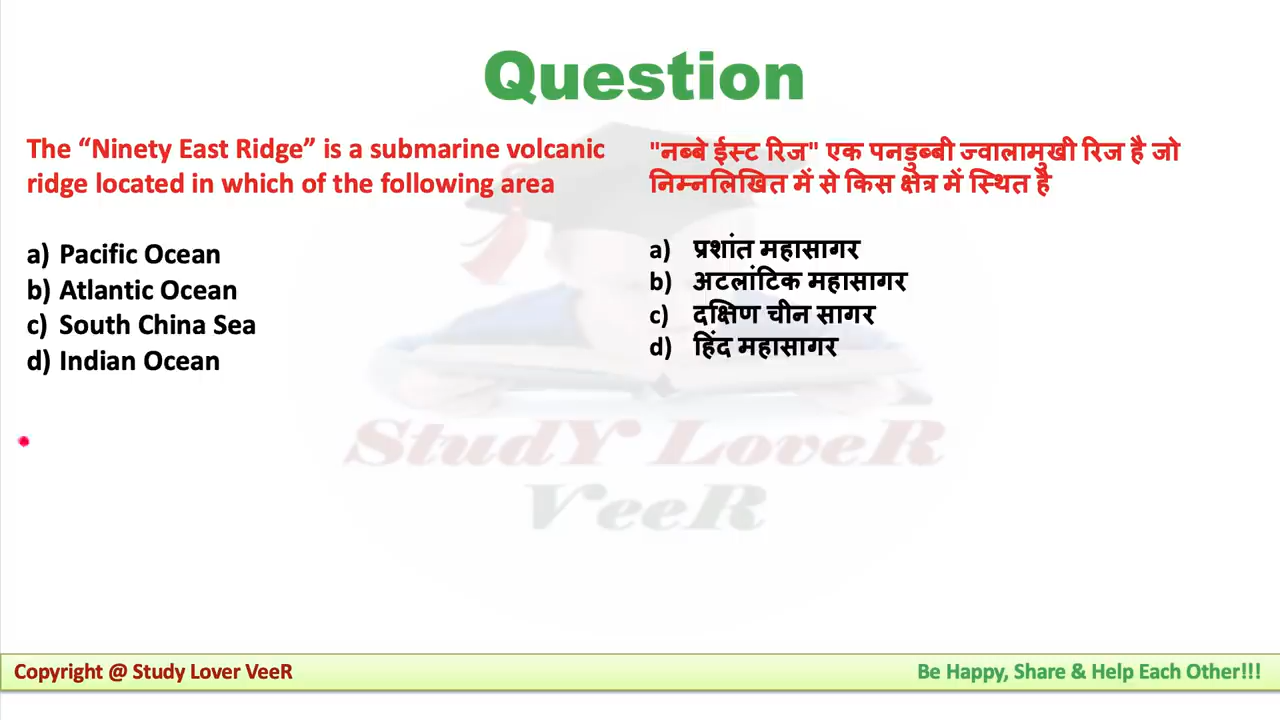 Question
The “Ninety East Ridge” is a submarine volcanic
ridge located in which of the following area
a) Pacific Ocean
b) Atlantic Ocean
c) South China Sea
d) Indian Ocean
"नब्बे ईस्ट रिज" एक पनडुब्बी ज्वालामुखी रिज है जो
निम्नलिखित में से किस क्षेत्र में स्थित है
a) प्रशांत महासागर
b) अटलांटिक महासागर
c) दक्षिण चीन सागर
d) हिंद महासागर
StudY LoveR
VeeR
Copyright @ Study Lover VeeR
Be Happy, Share & Help Each Other!!!